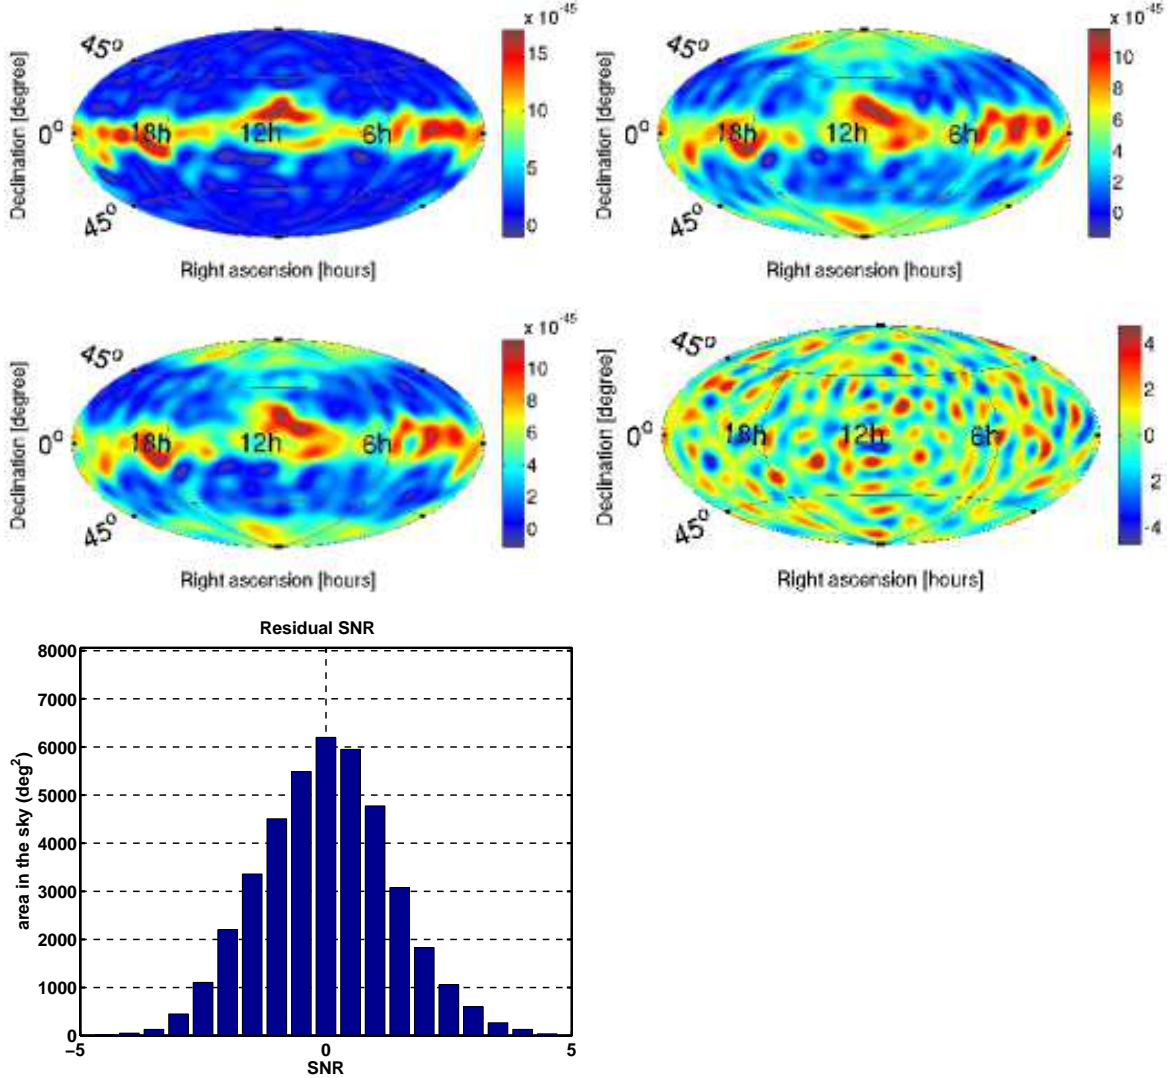 x 10^-45
45°
0°
45°
Declination [degree]
18h
12h
6h
15
10
5
0
Right ascension [hours]
x 10^-45
45°
0°
45°
Declination [degree]
18h
12h
6h
10
8
6
4
2
0
Right ascension [hours]
x 10^-45
45°
0°
45°
Declination [degree]
18h
12h
6h
10
8
6
4
2
0
Right ascension [hours]
45°
0°
45°
Declination [degree]
18h
12h
6h
4
2
0
2
-4
Right ascension [hours]
Residual SNR
8000
7000
6000
5000
4000
3000
2000
1000
0
area in the sky (deg²)
−5
0
5
SNR